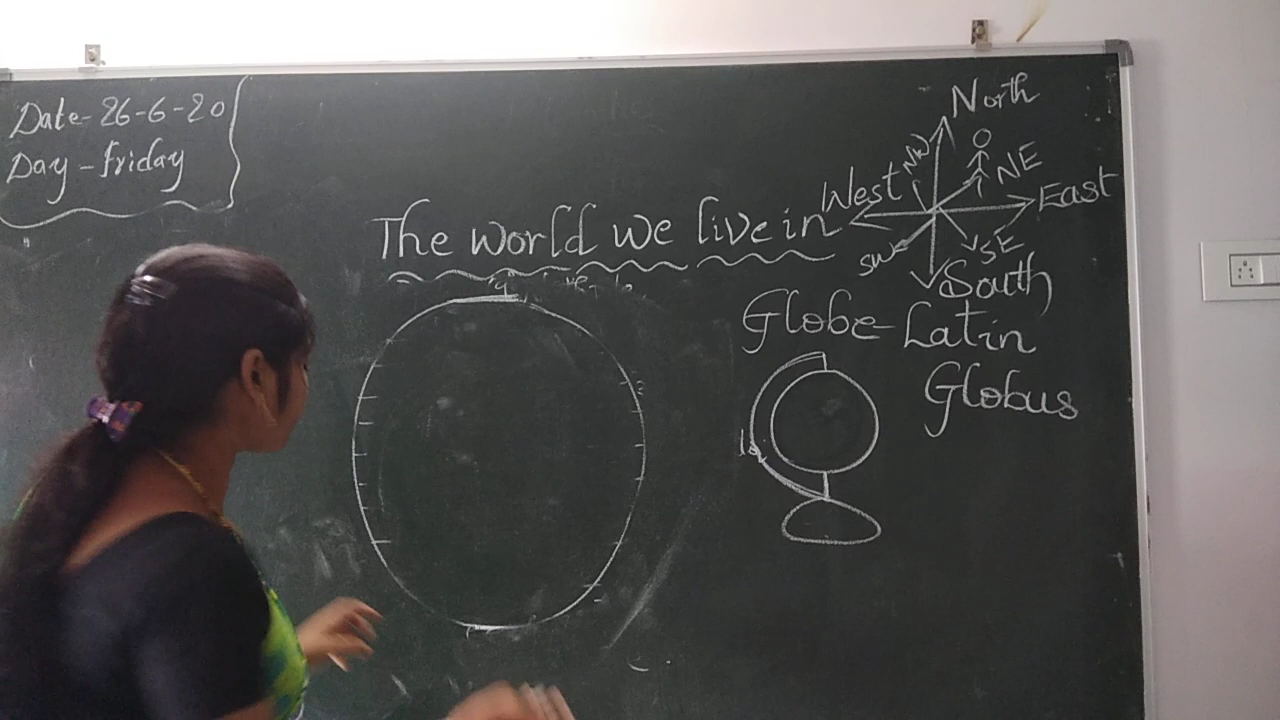 Date- 26-6-20
Day - friday
The world we live in
North
NW
NE
West
East
SW
SE
South
Globe- Latin
Globus